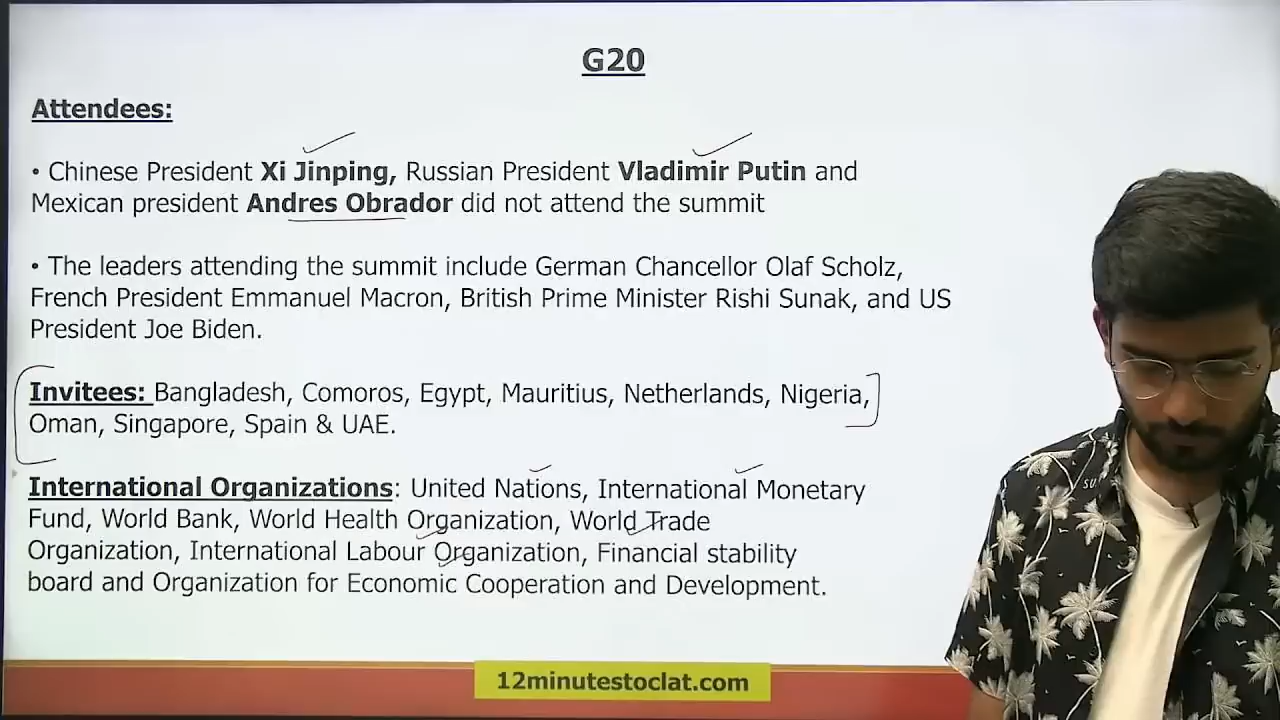 G20
Attendees:
• Chinese President Xi Jinping, Russian President Vladimir Putin and
Mexican president Andres Obrador did not attend the summit
• The leaders attending the summit include German Chancellor Olaf Scholz,
French President Emmanuel Macron, British Prime Minister Rishi Sunak, and US
President Joe Biden.
Invitees: Bangladesh, Comoros, Egypt, Mauritius, Netherlands, Nigeria,
Oman, Singapore, Spain & UAE.
International Organizations: United Nations, International Monetary
Fund, World Bank, World Health Organization, World Trade
Organization, International Labour Organization, Financial stability
board and Organization for Economic Cooperation and Development.
12minutestoclat.com